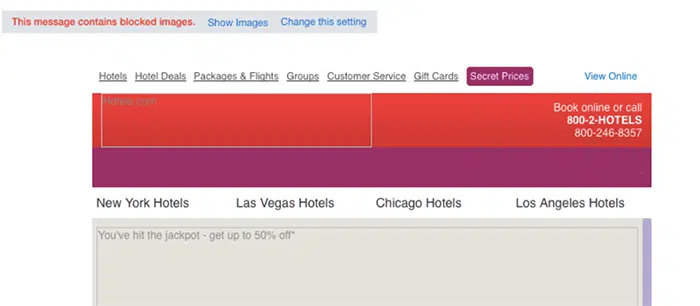 This message contains blocked images. Show Images Change this setting
Hotels Hotel Deals Packages & Flights Groups Customer Service Gift Cards Secret Prices View Online
Hotels.com
Book online or call
800-2-HOTELS
800-246-8357
New York Hotels Las Vegas Hotels Chicago Hotels Los Angeles Hotels
You've hit the jackpot - get up to 50% off*